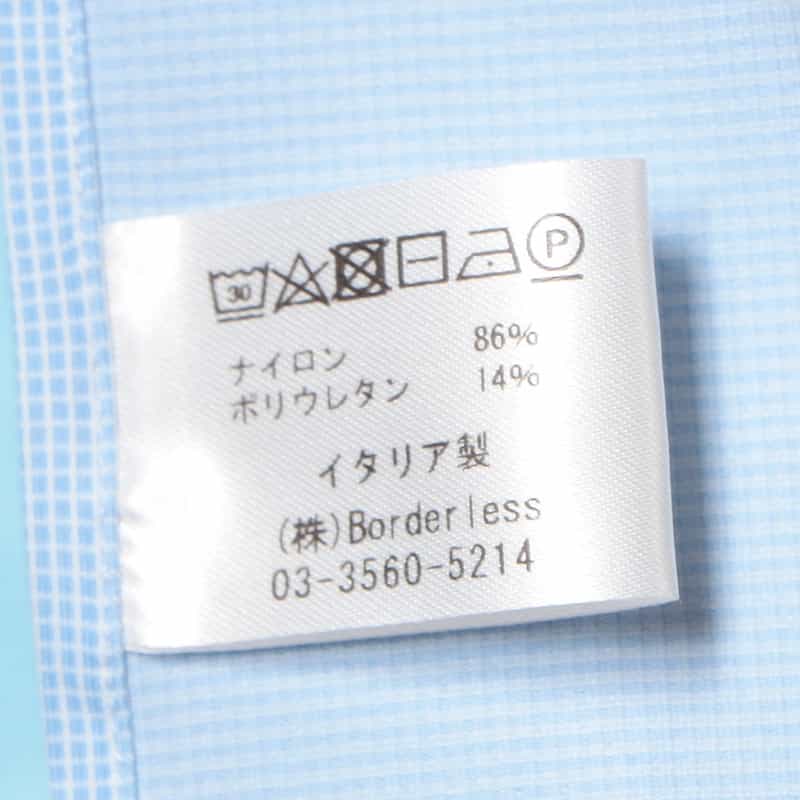 30 P
ナイロン 86%
ポリウレタン 14%
イタリア製
(株)Borderless
03-3560-5214